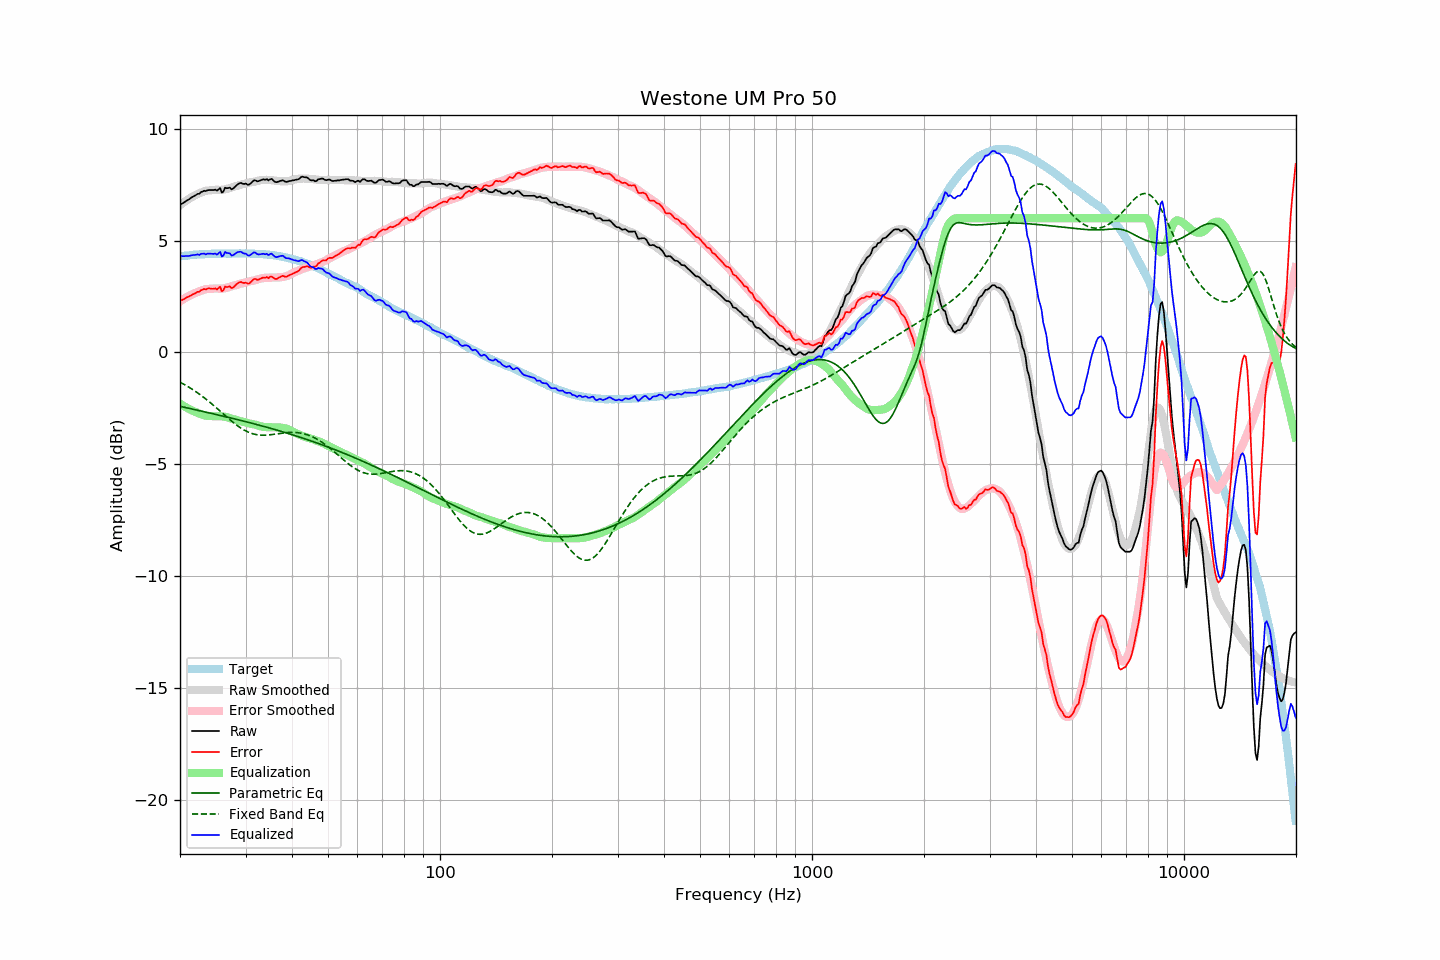 Westone UM Pro 50
10
5
0
−5
−10
−15
−20
Amplitude (dBr)
Target
Raw Smoothed
Error Smoothed
Raw
Error
Equalization
Parametric Eq
Fixed Band Eq
Equalized
100
1000
10000
Frequency (Hz)